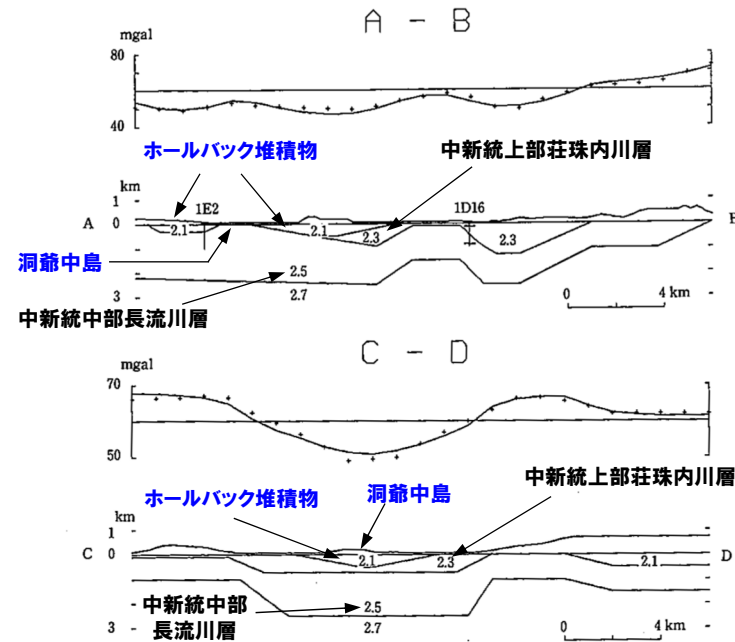 A - B
mgal
80
40
ホールバック堆積物
中新統上部荘珠内川層
km
1
0
3
A
B
1E2
1D16
2.1
2.1
2.3
2.3
洞爺中島
2.5
2.7
0 4 km
中新統中部長流川層
C - D
mgal
70
50
洞爺中島
中新統上部荘珠内川層
ホールバック堆積物
km
1
0
3
C
D
2.1
2.3
2.1
中新統中部
長流川層
2.5
2.7
0 4 km